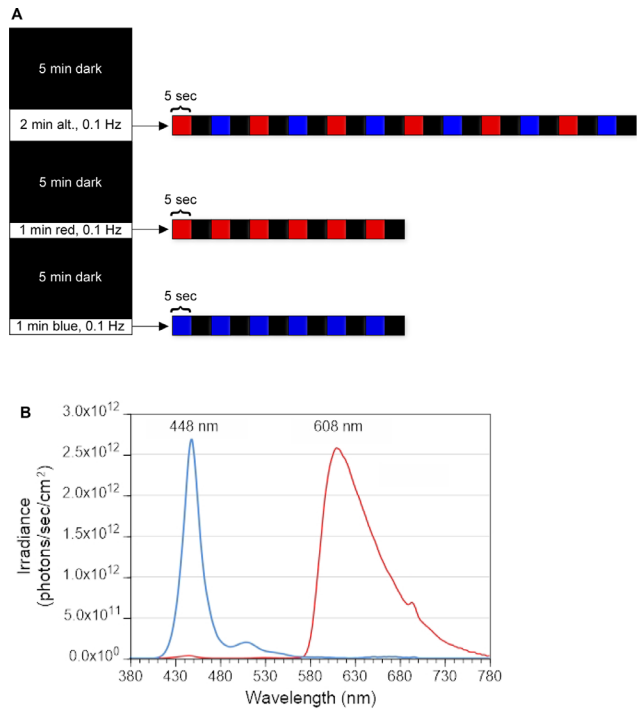 A
5 min dark
5 sec
2 min alt., 0.1 Hz
5 min dark
5 sec
1 min red, 0.1 Hz
5 min dark
5 sec
1 min blue, 0.1 Hz
B
3.0x10¹²
448 nm
608 nm
2.5x10¹²
2.0x10¹²
1.5x10¹²
1.0x10¹²
5.0x10¹¹
0.0x10⁰
Irradiance
(photons/sec/cm²)
380 430 480 530 580 630 680 730 780
Wavelength (nm)